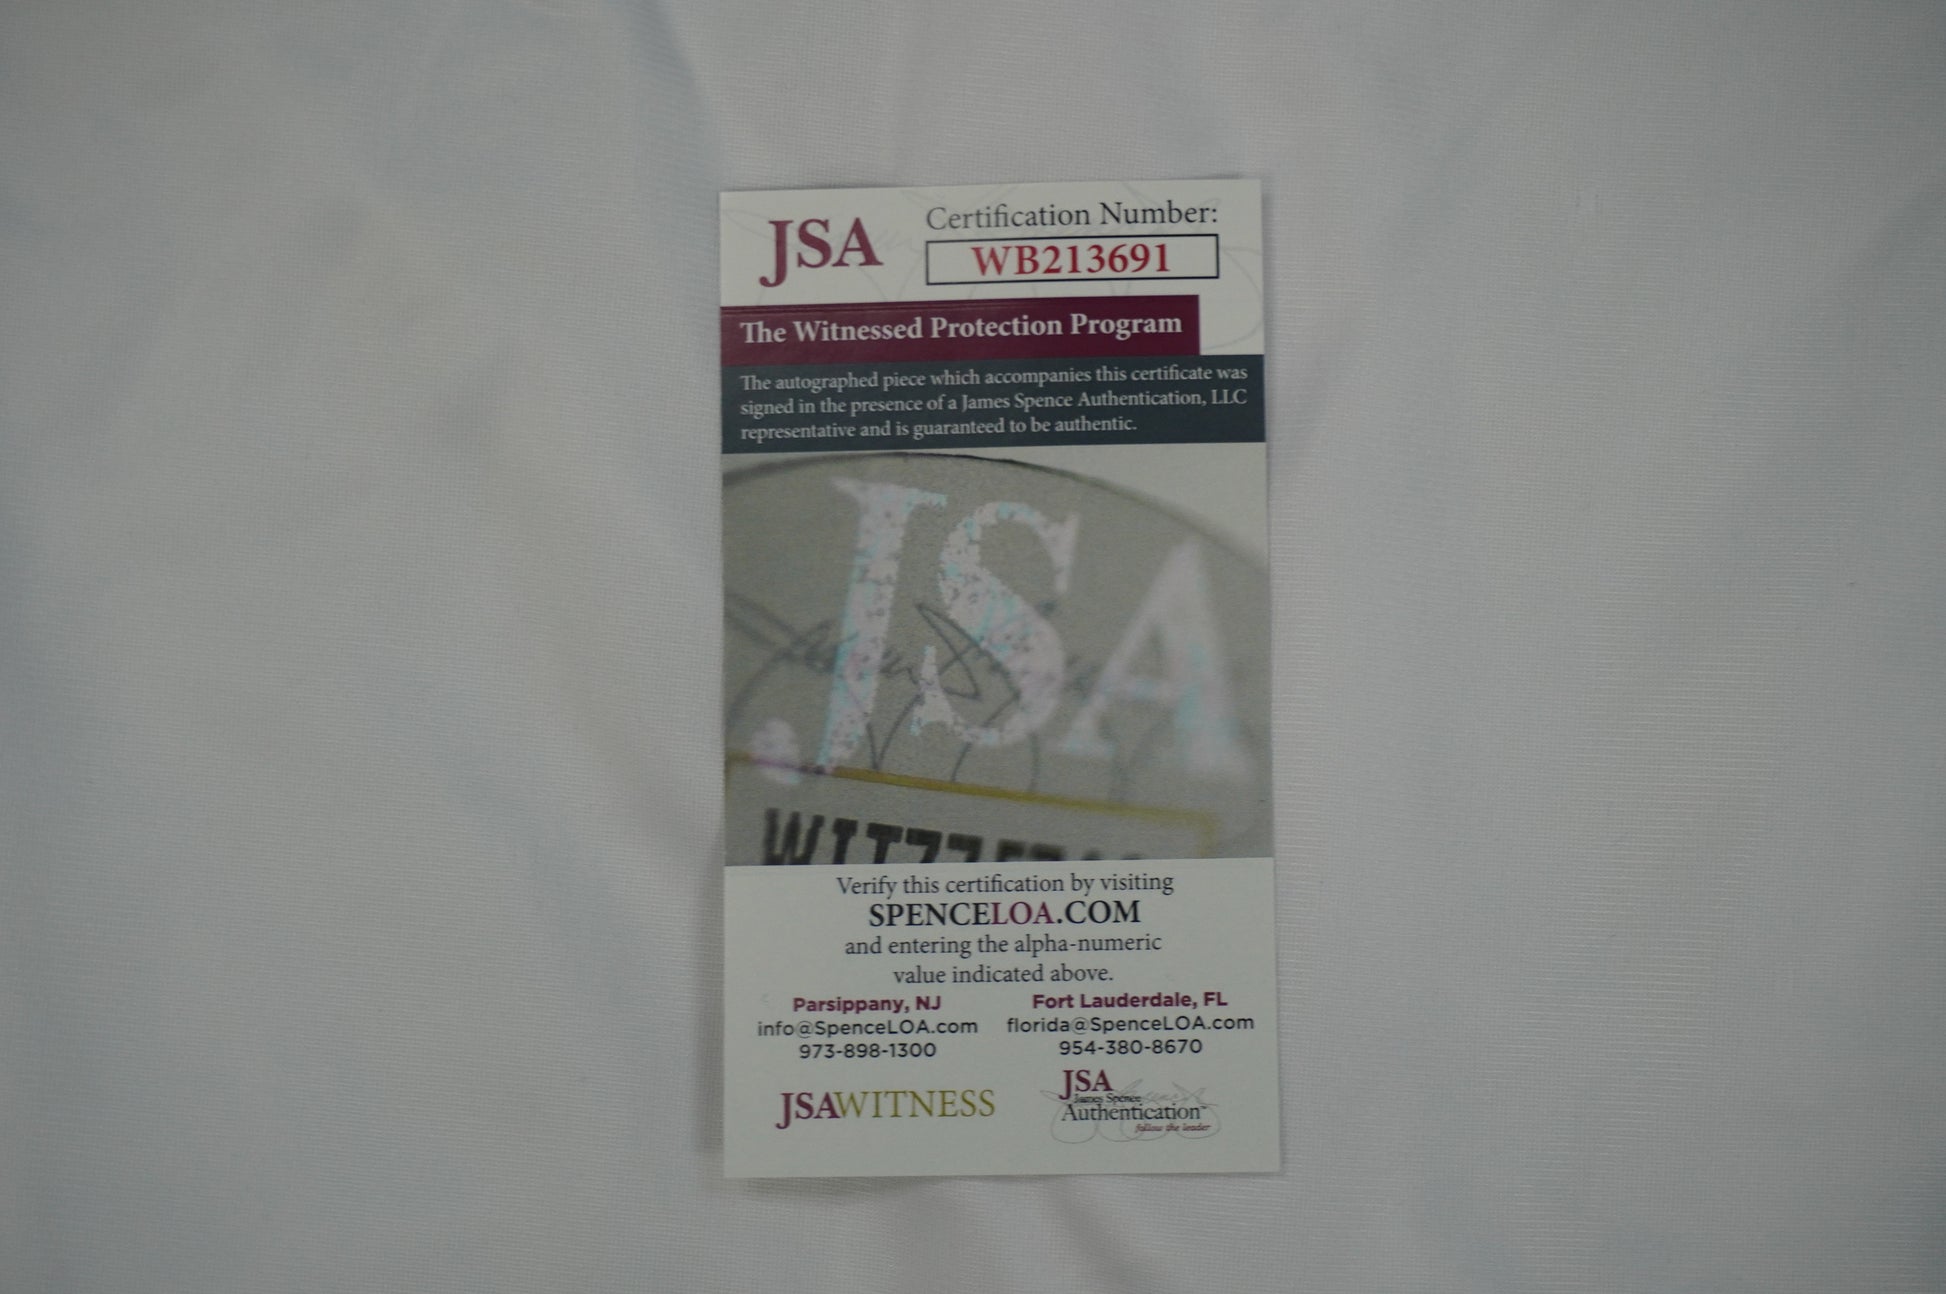 JSA
Certification Number:
WB213691
The Witnessed Protection Program
The autographed piece which accompanies this certificate was
signed in the presence of a James Spence Authentication, LLC
representative and is guaranteed to be authentic.
JSA
Verify this certification by visiting
SPENCELOA.COM
and entering the alpha-numeric
value indicated above.
Parsippany, NJ
info@SpenceLOA.com
973-898-1300
Fort Lauderdale, FL
florida@SpenceLOA.com
954-380-8670
JSAWITNESS
JSA
James Spence
Authentication™
follow the leader